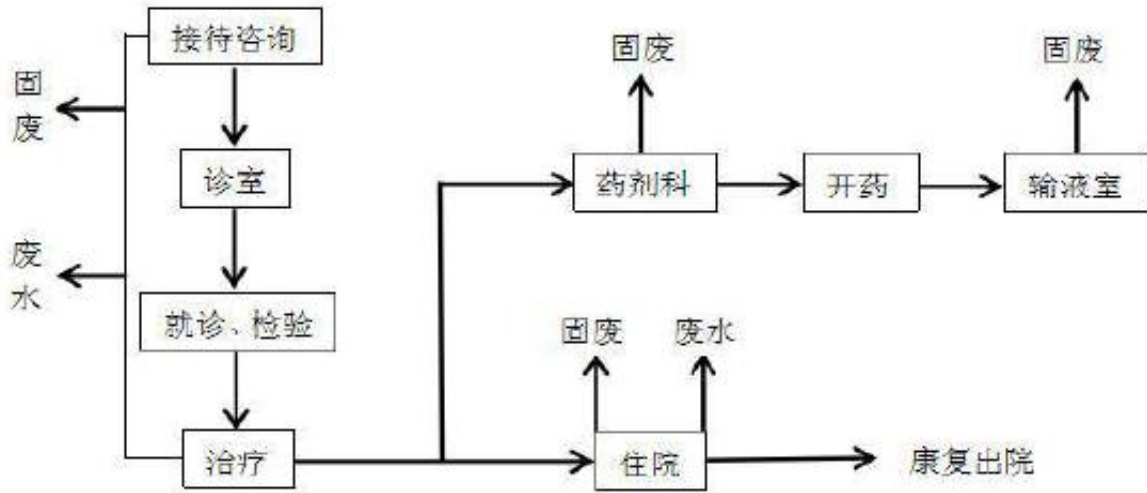 接待咨询
固废
固废
固废
诊室
药剂科
开药
输液室
废水
就诊、检验
固废
废水
治疗
住院
康复出院